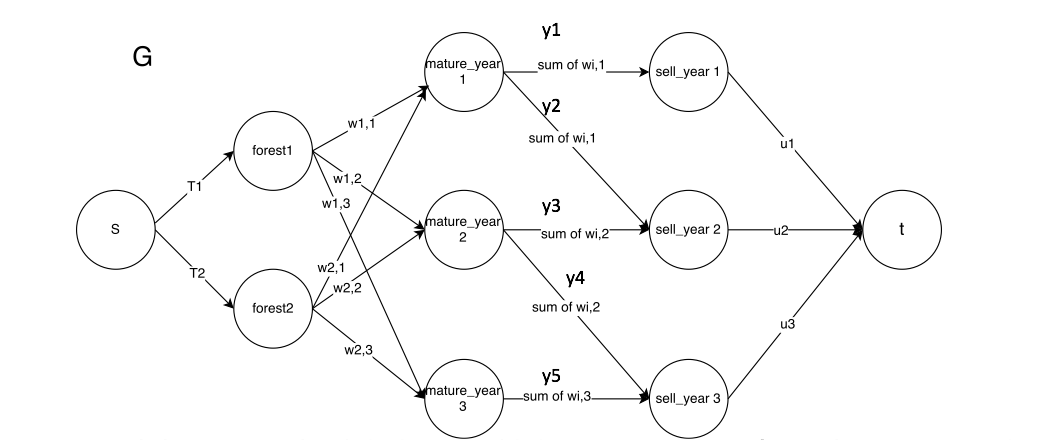 G
S
T1
T2
forest1
forest2
w1,1
w1,2
w1,3
w2,1
w2,2
w2,3
mature_year
1
mature_year
2
mature_year
3
y1
sum of wi,1
y2
sum of wi,1
y3
sum of wi,2
y4
sum of wi,2
y5
sum of wi,3
sell_year 1
sell_year 2
sell_year 3
u1
u2
u3
t